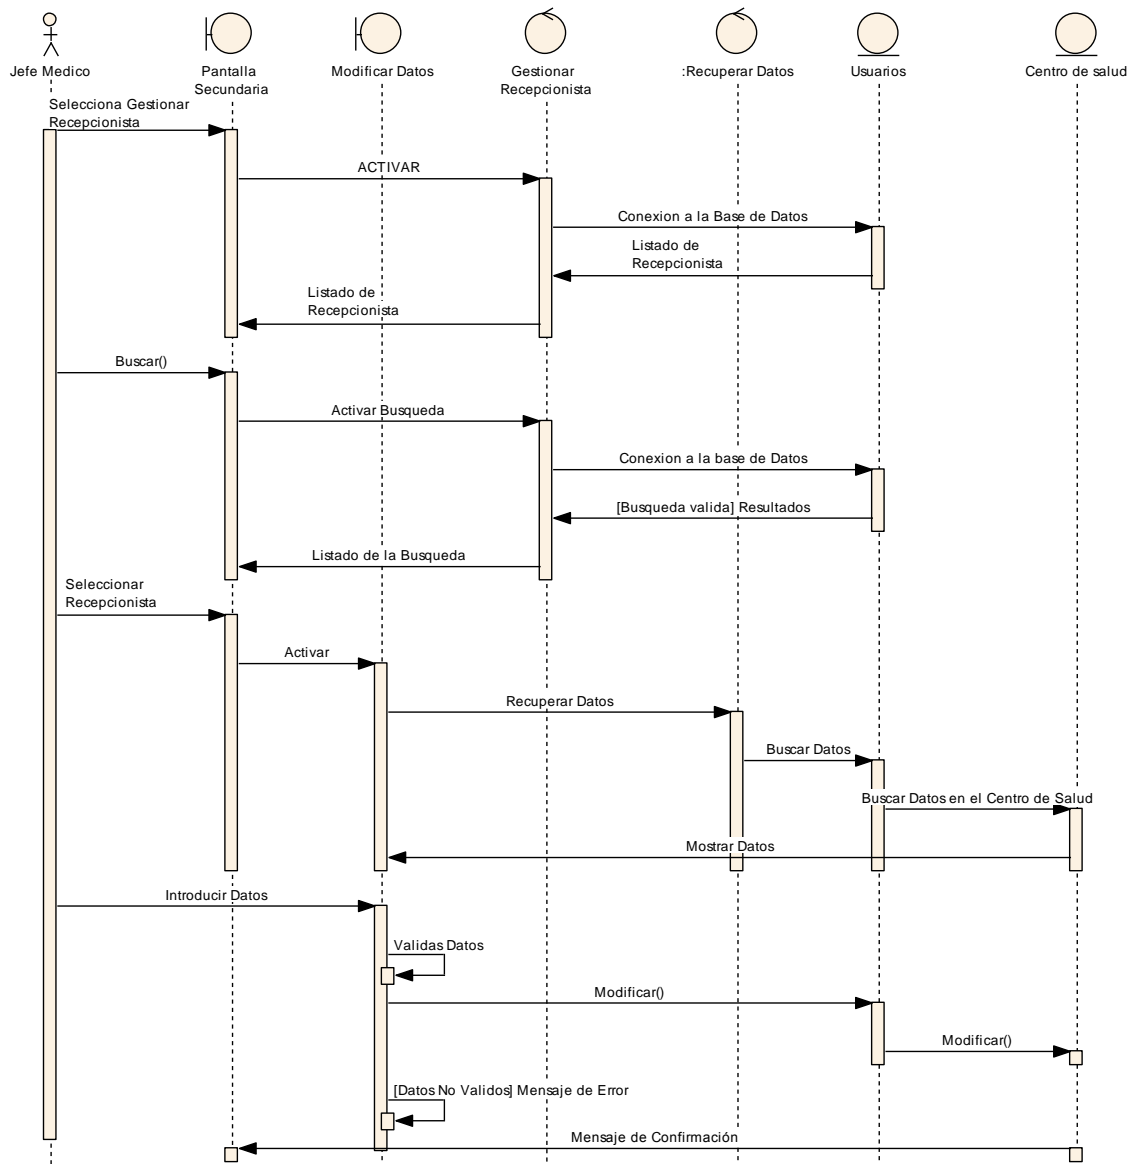 Jefe Medico
Pantalla
Secundaria
Modificar Datos
Gestionar
Recepcionista
:Recuperar Datos
Usuarios
Centro de salud
Selecciona Gestionar
Recepcionista
ACTIVAR
Conexion a la Base de Datos
Listado de
Recepcionista
Listado de
Recepcionista
Buscar()
Activar Busqueda
Conexion a la base de Datos
[Busqueda valida] Resultados
Listado de la Busqueda
Seleccionar
Recepcionista
Activar
Recuperar Datos
Buscar Datos
Buscar Datos en el Centro de Salud
Mostrar Datos
Introducir Datos
Validas Datos
Modificar()
Modificar()
[Datos No Validos] Mensaje de Error
Mensaje de Confirmación